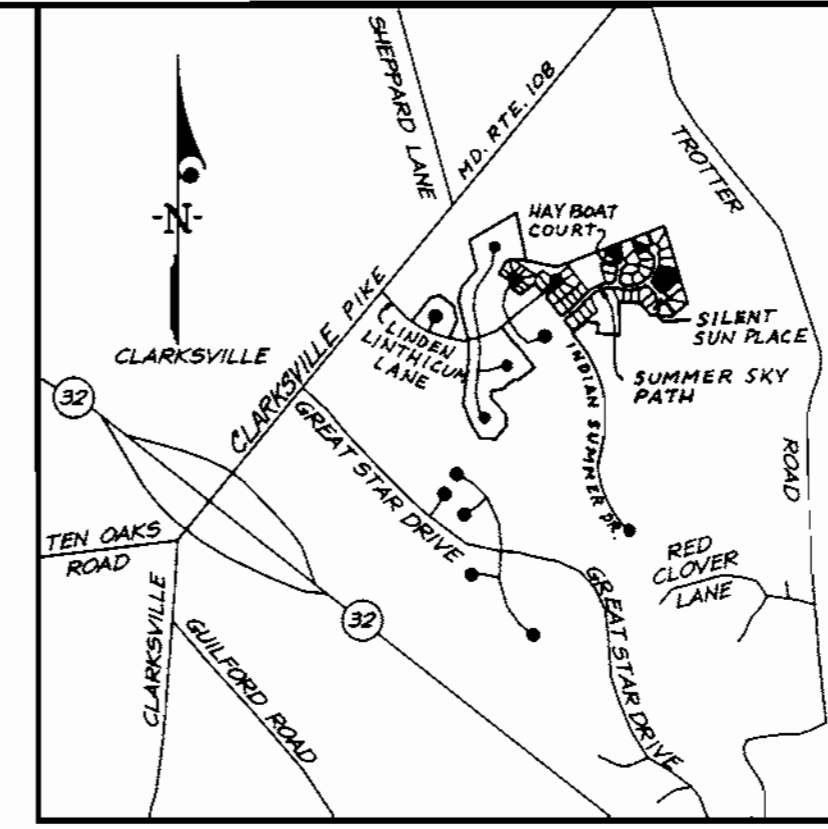 SHEPPARD LANE
MD. RTE. 108
TROTTER
ROAD
-N-
CLARKSVILLE
HAY BOAT
COURT
CLARKSVILLE PIKE
LINDEN
LINTHICUM
LANE
SILENT
SUN PLACE
SUMMER SKY
PATH
INDIAN SUMMER DR.
32
GREAT STAR DRIVE
TEN OAKS
ROAD
RED
CLOVER
LANE
GREAT STAR DRIVE
32
CLARKSVILLE
GUILFORD ROAD